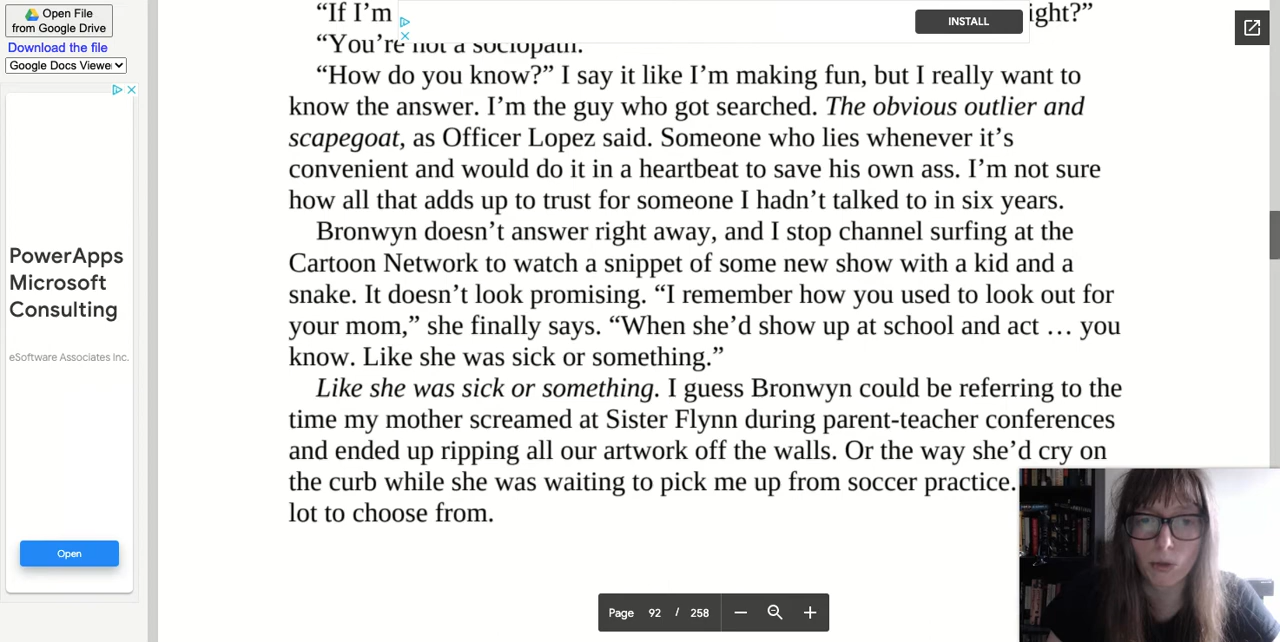 Open File
from Google Drive
Download the file
Google Docs Viewe
PowerApps
Microsoft
Consulting
eSoftware Associates Inc.
Open
“If I’m
ight?”
INSTALL
“You’re not a sociopath.
“How do you know?” I say it like I’m making fun, but I really want to
know the answer. I’m the guy who got searched. The obvious outlier and
scapegoat, as Officer Lopez said. Someone who lies whenever it’s
convenient and would do it in a heartbeat to save his own ass. I’m not sure
how all that adds up to trust for someone I hadn’t talked to in six years.
Bronwyn doesn’t answer right away, and I stop channel surfing at the
Cartoon Network to watch a snippet of some new show with a kid and a
snake. It doesn’t look promising. “I remember how you used to look out for
your mom,” she finally says. “When she’d show up at school and act … you
know. Like she was sick or something.”
Like she was sick or something. I guess Bronwyn could be referring to the
time my mother screamed at Sister Flynn during parent-teacher conferences
and ended up ripping all our artwork off the walls. Or the way she’d cry on
the curb while she was waiting to pick me up from soccer practice.
lot to choose from.
Page 92 / 258